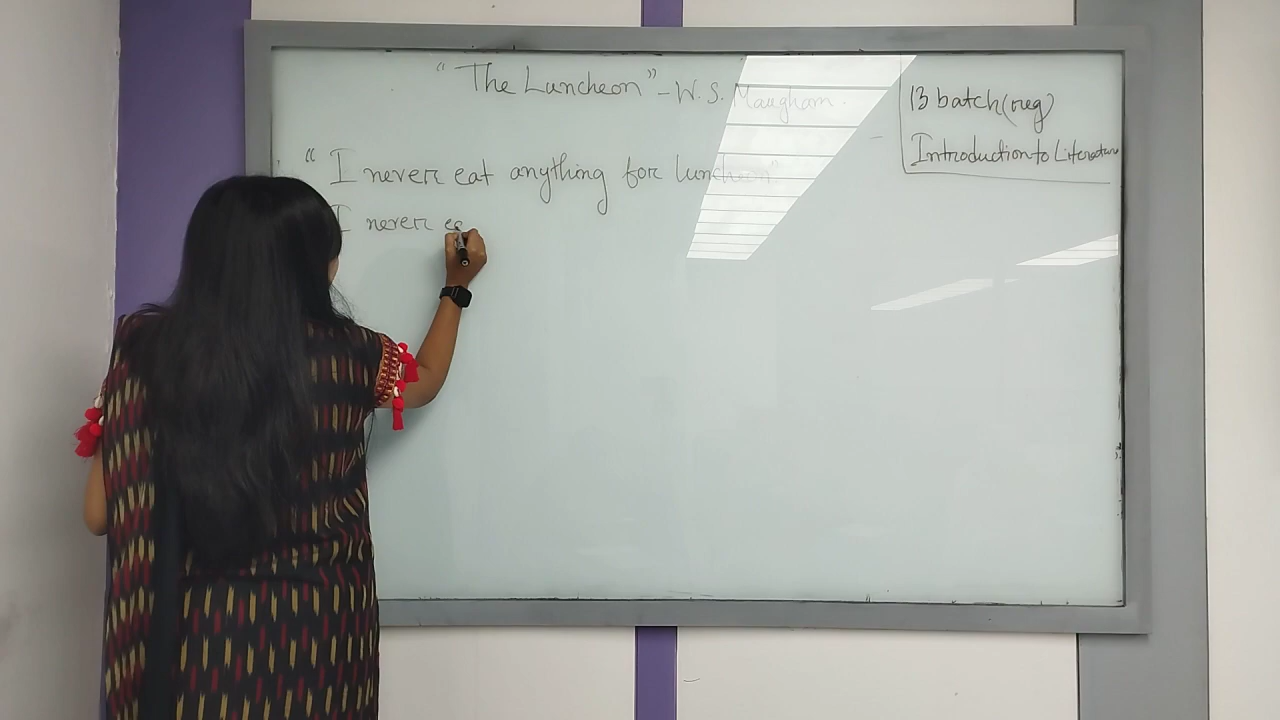 "The Luncheon" - W. S. Maugham.
13 batch (reg)
Introduction to Literature
"I never eat anything for luncheon"
I never ea